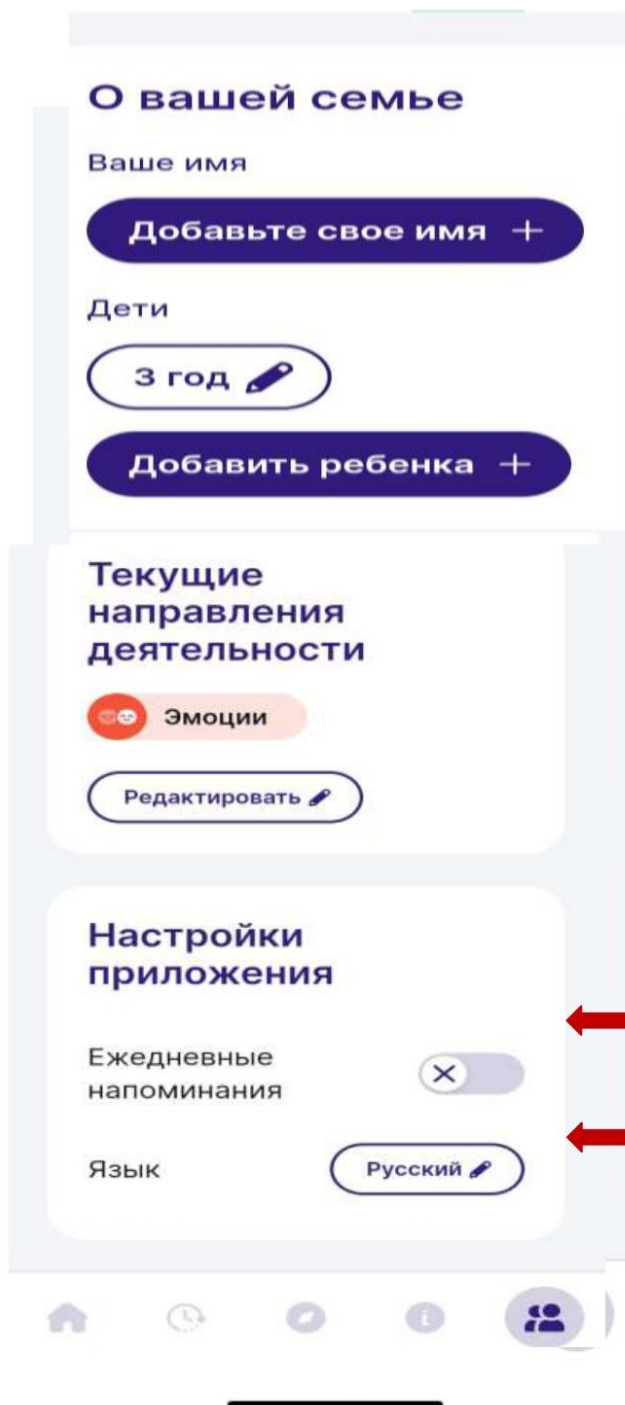 О вашей семье
Ваше имя
Добавьте свое имя +
Дети
3 год
Добавить ребенка +
Текущие
направления
деятельности
Эмоции
Редактировать
Настройки
приложения
Ежедневные
напоминания
Язык
Русский